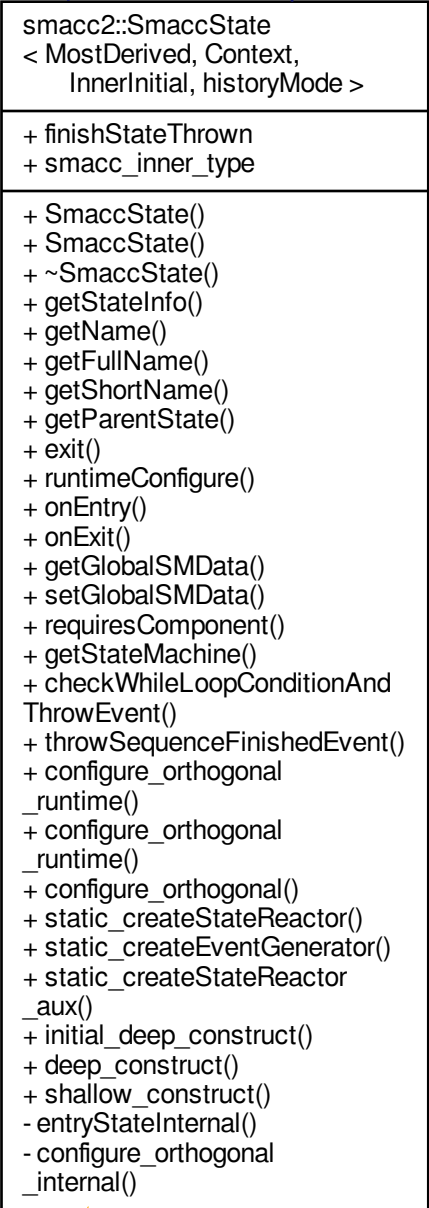 smacc2::SmaccState
< MostDerived, Context,
InnerInitial, historyMode >
+ finishStateThrown
+ smacc_inner_type
+ SmaccState()
+ SmaccState()
+ ~SmaccState()
+ getStateInfo()
+ getName()
+ getFullName()
+ getShortName()
+ getParentState()
+ exit()
+ runtimeConfigure()
+ onEntry()
+ onExit()
+ getGlobalSMData()
+ setGlobalSMData()
+ requiresComponent()
+ getStateMachine()
+ checkWhileLoopConditionAnd
ThrowEvent()
+ throwSequenceFinishedEvent()
+ configure_orthogonal
_runtime()
+ configure_orthogonal
_runtime()
+ configure_orthogonal()
+ static_createStateReactor()
+ static_createEventGenerator()
+ static_createStateReactor
_aux()
+ initial_deep_construct()
+ deep_construct()
+ shallow_construct()
- entryStateInternal()
- configure_orthogonal
_internal()